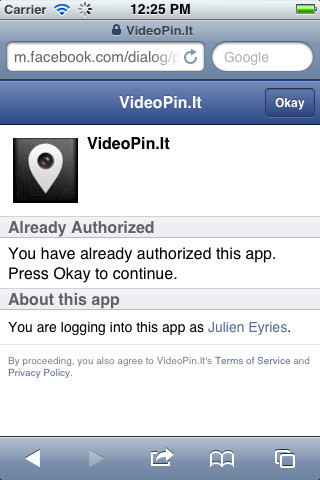 Carrier 12:25 PM
VideoPin.It
m.facebook.com/dialog/ Google
VideoPin.It Okay
VideoPin.It
Already Authorized
You have already authorized this app.
Press Okay to continue.
About this app
You are logging into this app as Julien Eyries.
By proceeding, you also agree to VideoPin.It's Terms of Service and
Privacy Policy.